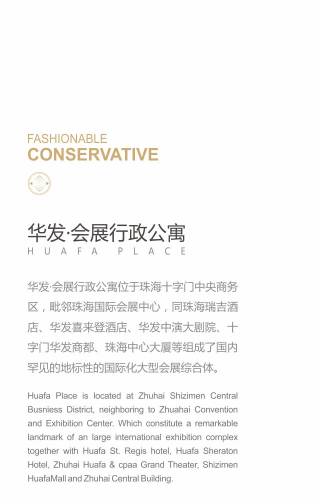 FASHIONABLE
CONSERVATIVE
华发·会展行政公寓
HUAFA PLACE
华发·会展行政公寓位于珠海十字门中央商务
区，毗邻珠海国际会展中心，同珠海瑞吉酒
店、华发喜来登酒店、华发中演大剧院、十
字门华发商都、珠海中心大厦等组成了国内
罕见的地标性的国际化大型会展综合体。
Huafa Place is located at Zhuhai Shizimen Central
Busniess District, neighboring to Zhuahai Convention
and Exhibition Center. Which constitute a remarkable
landmark of an large international exhibition complex
together with Huafa St. Regis hotel, Huafa Sheraton
Hotel, Zhuhai Huafa & cpaa Grand Theater, Shizimen
HuafaMall and Zhuhai Central Building.